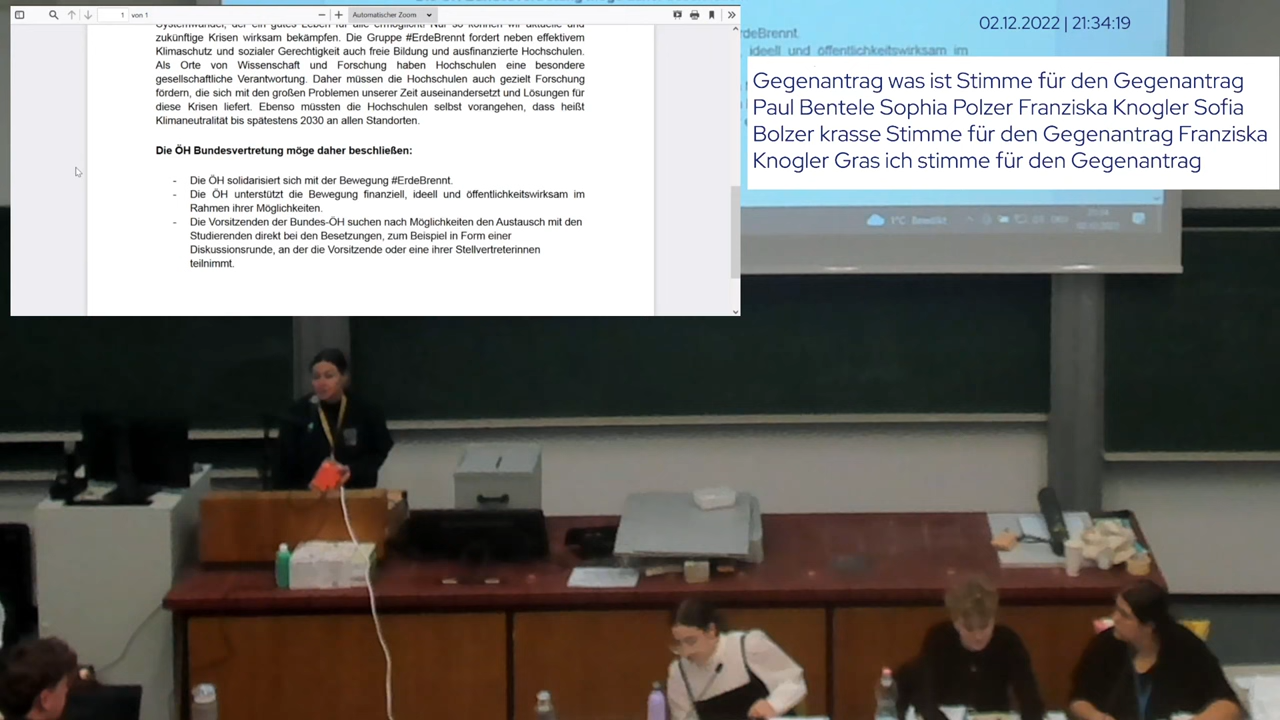 1 von 1
Automatischer Zoom
Systemwandel, der ein gutes Leben für alle ermöglicht! Nur so können wir aktuelle und
zukünftige Krisen wirksam bekämpfen. Die Gruppe #ErdeBrennt fordert neben effektivem
Klimaschutz und sozialer Gerechtigkeit auch freie Bildung und ausfinanzierte Hochschulen.
Als Orte von Wissenschaft und Forschung haben Hochschulen eine besondere
gesellschaftliche Verantwortung. Daher müssen die Hochschulen auch gezielt Forschung
fördern, die sich mit den großen Problemen unserer Zeit auseinandersetzt und Lösungen für
diese Krisen liefert. Ebenso müssten die Hochschulen selbst vorangehen, dass heißt
Klimaneutralität bis spätestens 2030 an allen Standorten.
Die ÖH Bundesvertretung möge daher beschließen:
- Die ÖH solidarisiert sich mit der Bewegung #ErdeBrennt.
- Die ÖH unterstützt die Bewegung finanziell, ideell und öffentlichkeitswirksam im
Rahmen ihrer Möglichkeiten.
- Die Vorsitzenden der Bundes-ÖH suchen nach Möglichkeiten den Austausch mit den
Studierenden direkt bei den Besetzungen, zum Beispiel in Form einer
Diskussionsrunde, an der die Vorsitzende oder eine ihrer Stellvertreterinnen
teilnimmt.
02.12.2022 | 21:34:19
rdeBrennt.
ideell und öffentlichkeitswirksam im
Gegenantrag was ist Stimme für den Gegenantrag
Paul Bentele Sophia Polzer Franziska Knogler Sofia
Bolzer krasse Stimme für den Gegenantrag Franziska
Knogler Gras ich stimme für den Gegenantrag
1°C Bewölkt